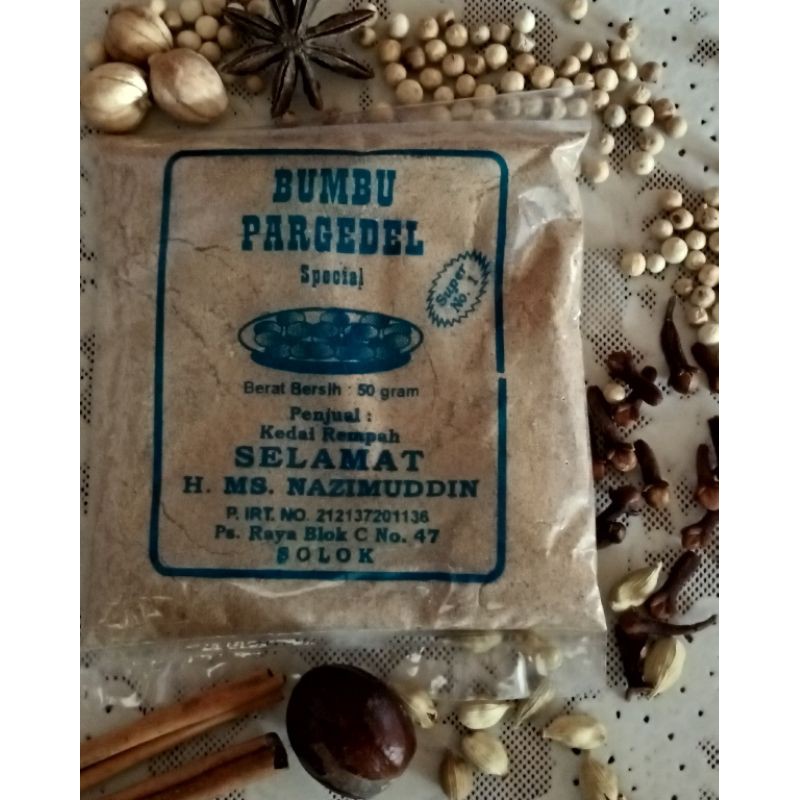 BUMBU
PARGEDEL
Special
Super
No. 1
Berat Bersih : 50 gram
Penjual :
Kedai Rempah
SELAMAT
H. MS. NAZIMUDDIN
P. IRT. NO. 212137201136
Ps. Raya Blok C No. 47
SOLOK